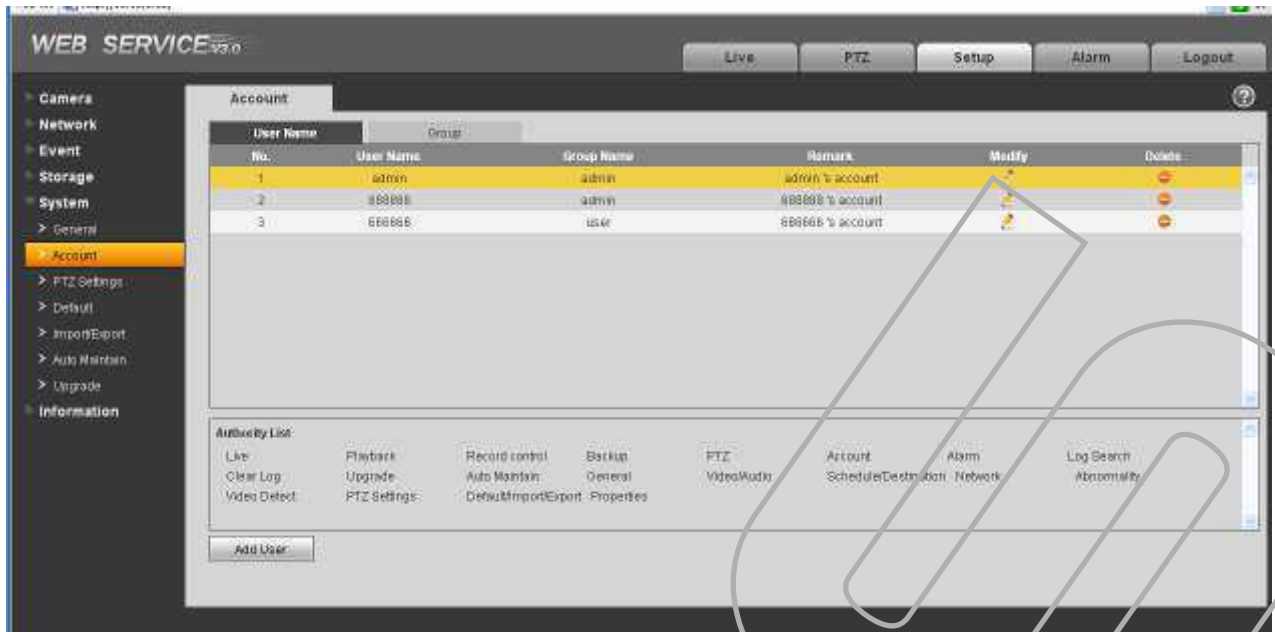 WEB SERVICE V3.0
Live PTZ Setup Alarm Logout
Camera
Network
Event
Storage
System
General
Account
PTZ Settings
Default
Import/Export
Auto Maintain
Upgrade
Information
Account
User Name Group
No. User Name Group Name Remark Modify Delete
1 admin admin admin 's account
2 888888 admin 888888 's account
3 666666 user 666666 's account
Authority List
Live Playback Record control Backup PTZ Account Alarm Log Search
Clear Log Upgrade Auto Maintain General Video/Audio Schedule/Destination Network Abnormality
Video Detect PTZ Settings Default/Import/Export Properties
Add User